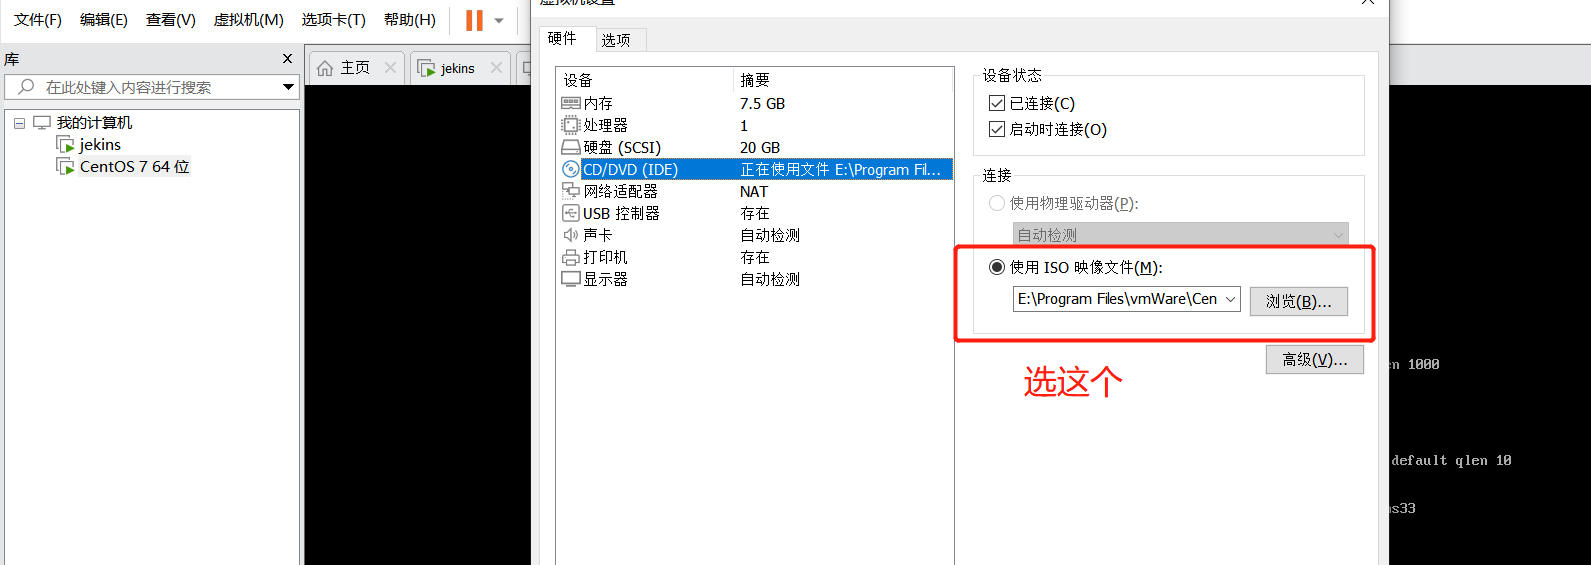 虚拟机设置
文件(F) 编辑(E) 查看(V) 虚拟机(M) 选项卡(T) 帮助(H)
库
在此处键入内容进行搜索
我的计算机
jekins
CentOS 7 64 位
主页
jekins
硬件
选项
设备 摘要
内存 7.5 GB
处理器 1
硬盘 (SCSI) 20 GB
CD/DVD (IDE) 正在使用文件 E:\Program Fil...
网络适配器 NAT
USB 控制器 存在
声卡 自动检测
打印机 存在
显示器 自动检测
设备状态
已连接(C)
启动时连接(O)
连接
使用物理驱动器(P):
自动检测
使用 ISO 映像文件(M):
E:\Program Files\vmWare\Cen
浏览(B)...
高级(V)...
选这个
1000
default qlen 10
s33